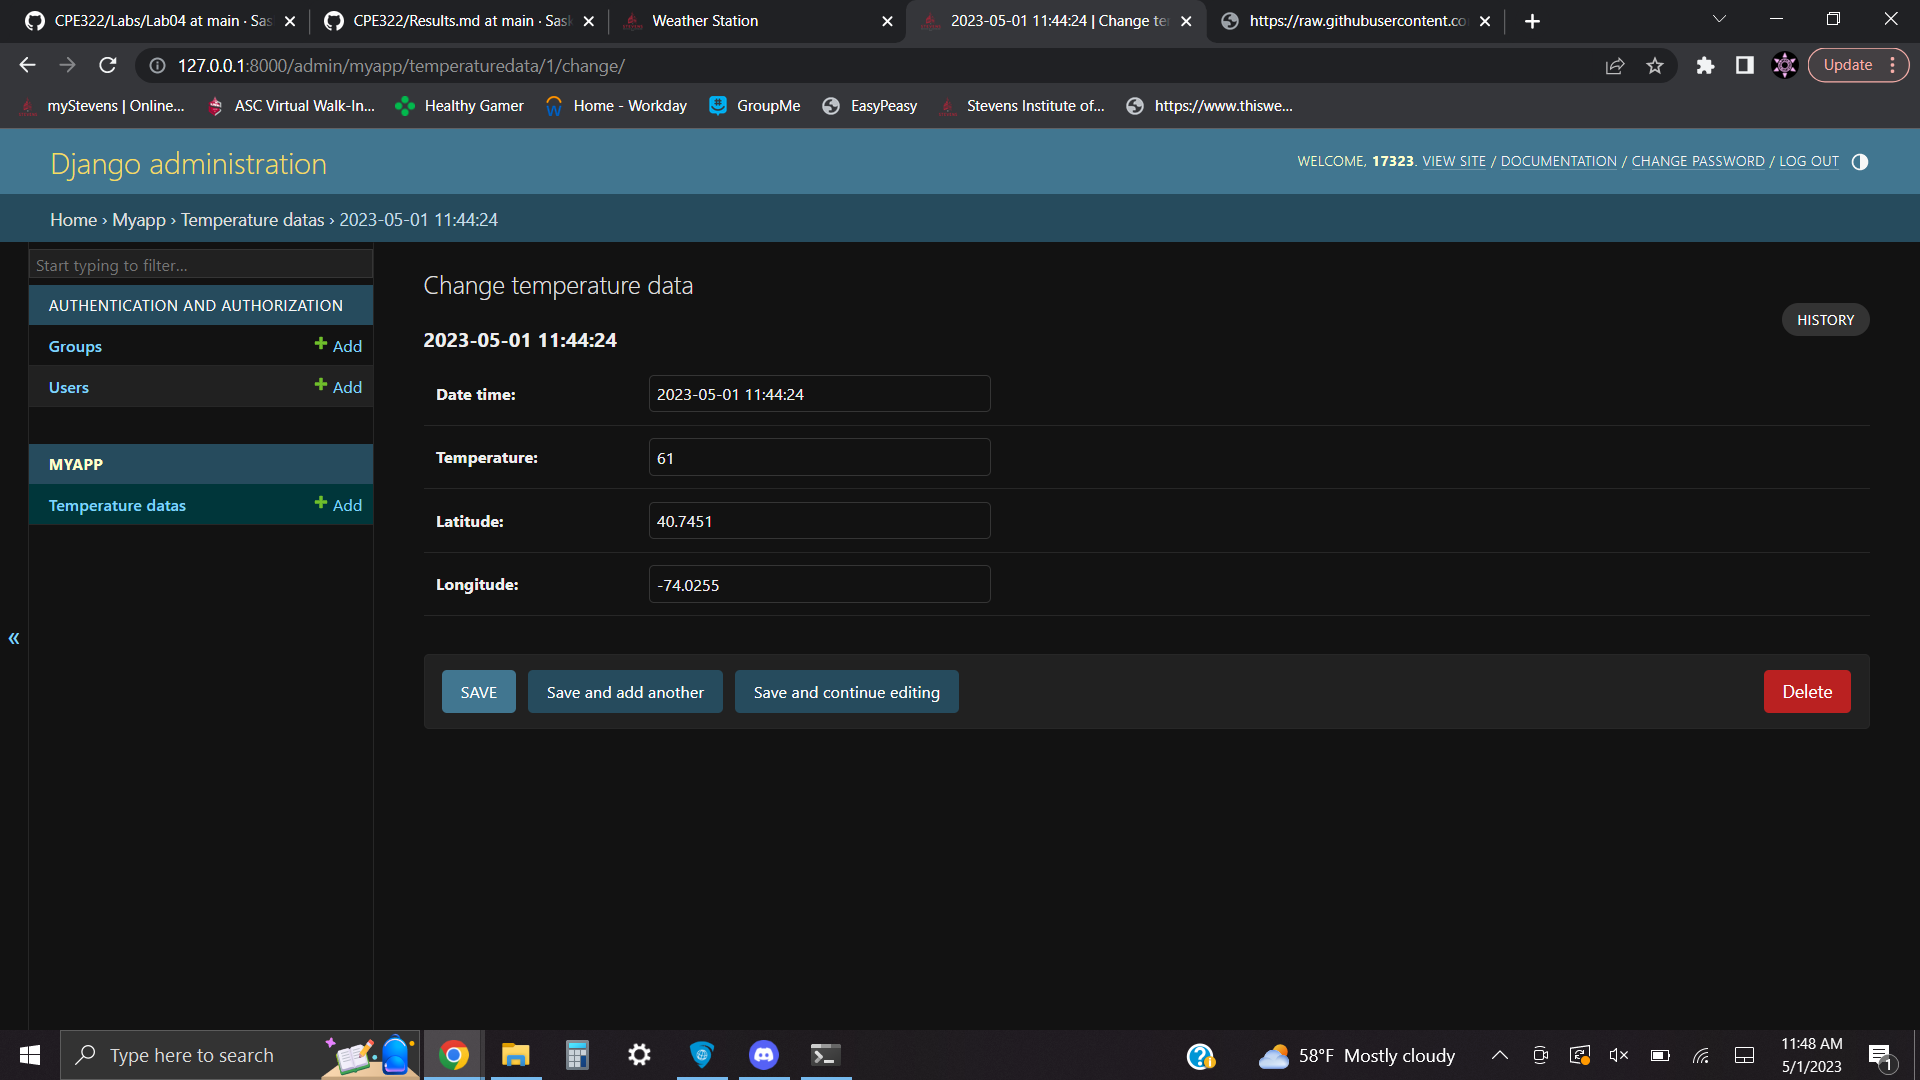 CPE322/Labs/Lab04 at main · Sas
CPE322/Results.md at main · Sask
Weather Station
2023-05-01 11:44:24 | Change te
https://raw.githubusercontent.co
127.0.0.1:8000/admin/myapp/temperaturedata/1/change/
Update
myStevens | Online...
ASC Virtual Walk-In...
Healthy Gamer
Home - Workday
GroupMe
EasyPeasy
Stevens Institute of...
https://www.thiswe...
Django administration
WELCOME, 17323. VIEW SITE / DOCUMENTATION / CHANGE PASSWORD / LOG OUT
Home › Myapp › Temperature datas › 2023-05-01 11:44:24
Start typing to filter...
AUTHENTICATION AND AUTHORIZATION
Groups
Add
Users
Add
MYAPP
Temperature datas
Add
Change temperature data
HISTORY
2023-05-01 11:44:24
Date time:
2023-05-01 11:44:24
Temperature:
61
Latitude:
40.7451
Longitude:
-74.0255
SAVE
Save and add another
Save and continue editing
Delete
Type here to search
58°F Mostly cloudy
11:48 AM
5/1/2023
1